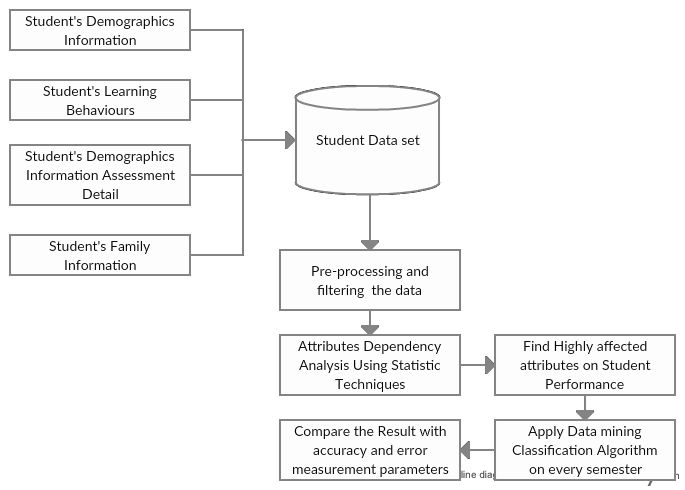 Student's Demographics
Information
Student's Learning
Behaviours
Student's Demographics
Information Assessment
Detail
Student's Family
Information
Student Data set
Pre-processing and
filtering the data
Attributes Dependency
Analysis Using Statistic
Techniques
Find Highly affected
attributes on Student
Performance
Apply Data mining
Classification Algorithm
on every semester
Compare the Result with
accuracy and error
measurement parameters